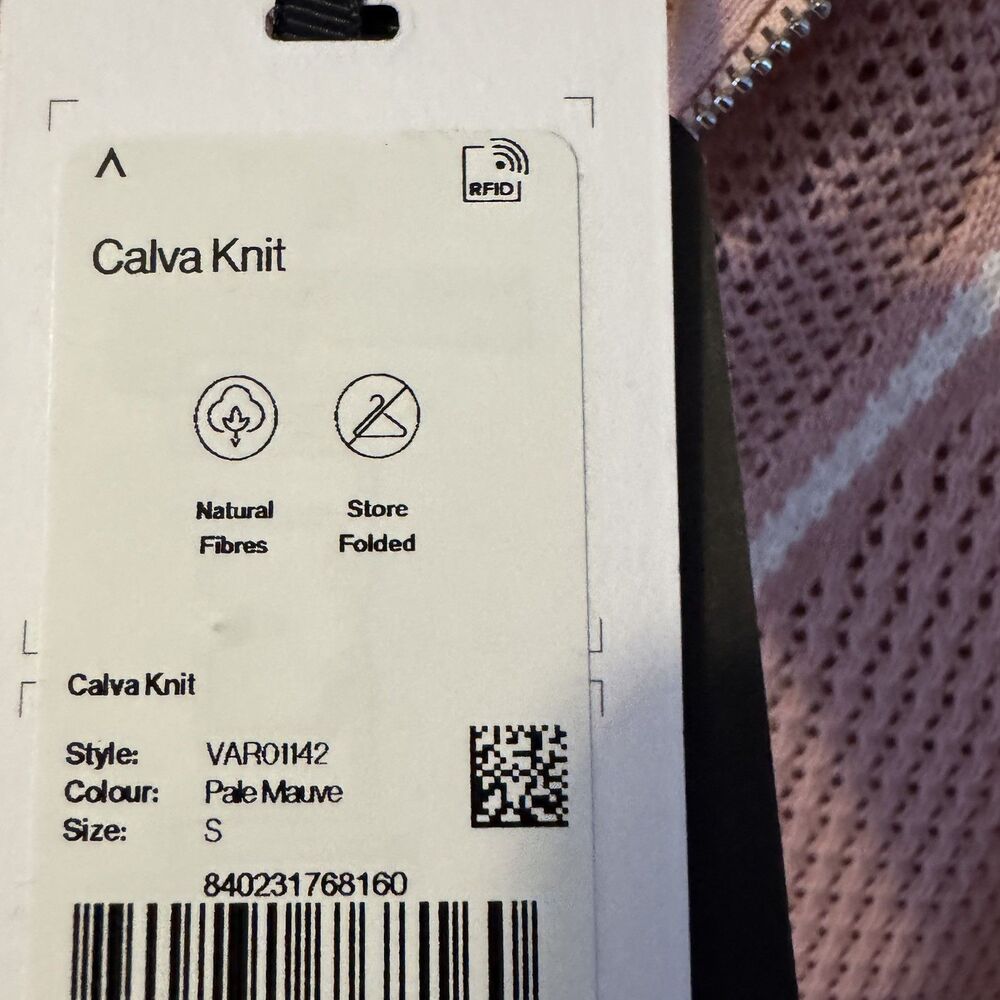 RFID
Calva Knit
Natural Store
Fibres Folded
Calva Knit
Style: VAR01142
Colour: Pale Mauve
Size: S
840231768160